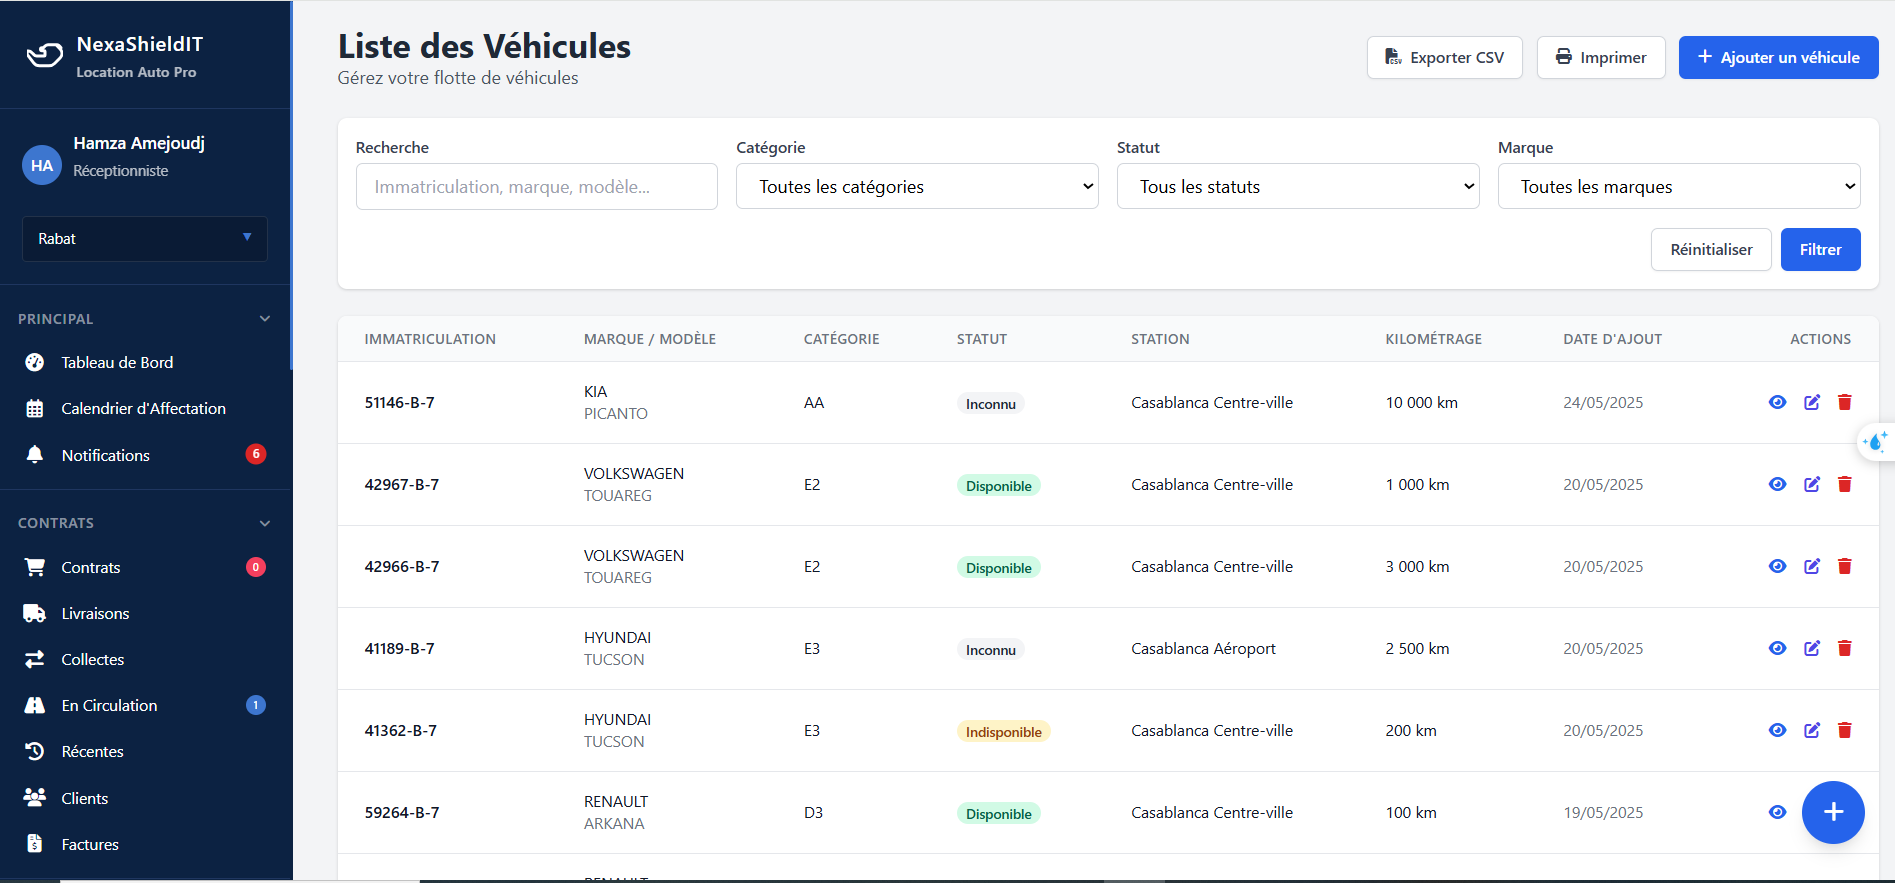 NexaShieldIT
Location Auto Pro
HA
Hamza Amejoudj
Réceptionniste
Rabat
PRINCIPAL
Tableau de Bord
Calendrier d'Affectation
Notifications 6
CONTRATS
Contrats 0
Livraisons
Collectes
En Circulation 1
Récentes
Clients
Factures
Liste des Véhicules
Gérez votre flotte de véhicules
Exporter CSV
Imprimer
+ Ajouter un véhicule
Recherche
Immatriculation, marque, modèle...
Catégorie
Toutes les catégories
Statut
Tous les statuts
Marque
Toutes les marques
Réinitialiser
Filtrer
IMMATRICULATION MARQUE / MODÈLE CATÉGORIE STATUT STATION KILOMÉTRAGE DATE D'AJOUT ACTIONS
51146-B-7 KIA PICANTO AA Inconnu Casablanca Centre-ville 10 000 km 24/05/2025
42967-B-7 VOLKSWAGEN TOUAREG E2 Disponible Casablanca Centre-ville 1 000 km 20/05/2025
42966-B-7 VOLKSWAGEN TOUAREG E2 Disponible Casablanca Centre-ville 3 000 km 20/05/2025
41189-B-7 HYUNDAI TUCSON E3 Inconnu Casablanca Aéroport 2 500 km 20/05/2025
41362-B-7 HYUNDAI TUCSON E3 Indisponible Casablanca Centre-ville 200 km 20/05/2025
59264-B-7 RENAULT ARKANA D3 Disponible Casablanca Centre-ville 100 km 19/05/2025
RENAULT